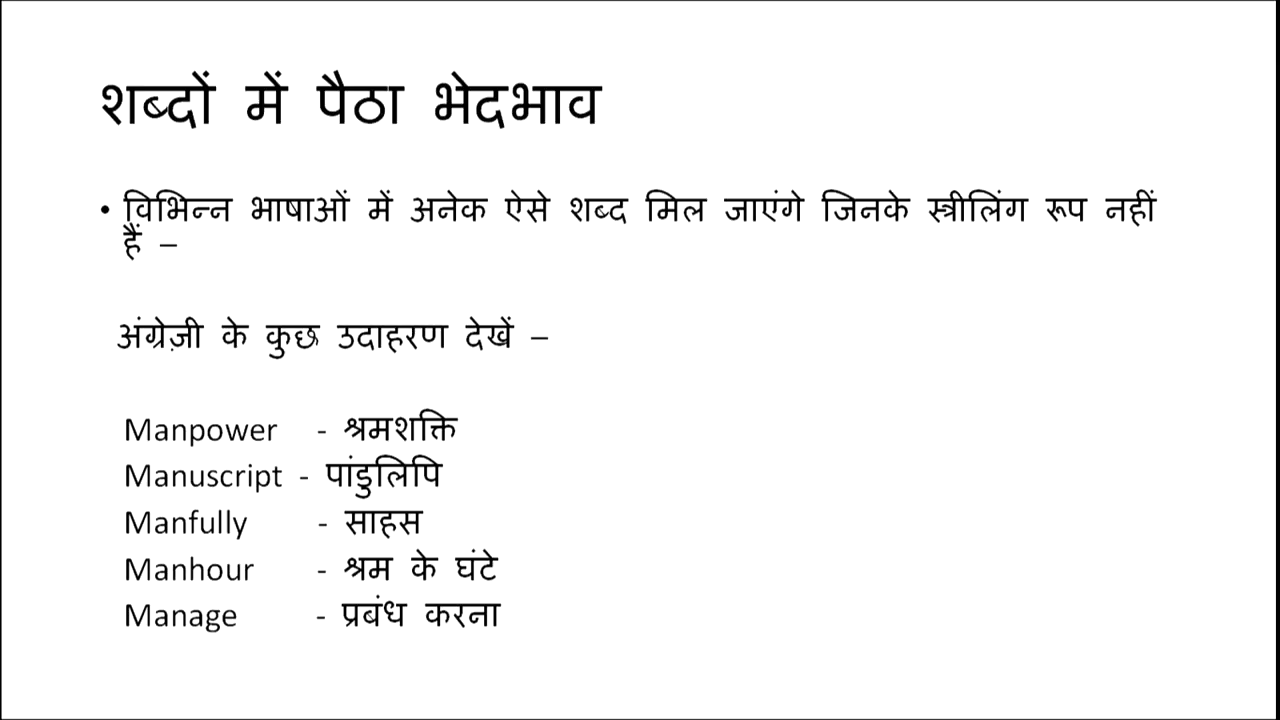 शब्दों में पैठा भेदभाव
• विभिन्न भाषाओं में अनेक ऐसे शब्द मिल जाएंगे जिनके स्त्रीलिंग रूप नहीं
हैं –
अंग्रेज़ी के कुछ उदाहरण देखें –
Manpower - श्रमशक्ति
Manuscript - पांडुलिपि
Manfully - साहस
Manhour - श्रम के घंटे
Manage - प्रबंध करना